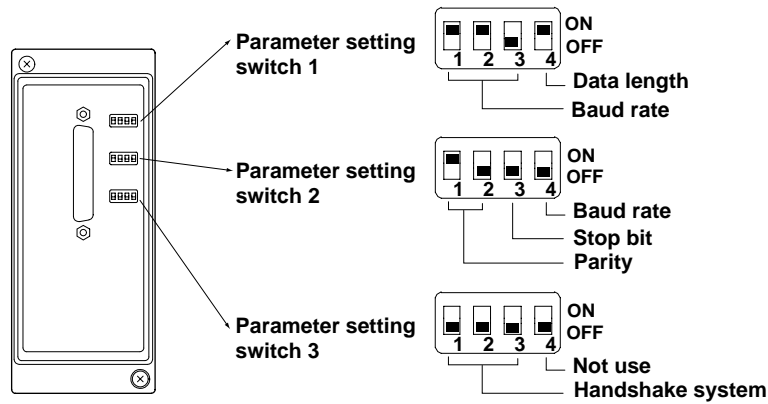 Parameter setting
switch 1
ON
OFF
1 2 3 4
Data length
Baud rate
Parameter setting
switch 2
ON
OFF
1 2 3 4
Baud rate
Stop bit
Parity
Parameter setting
switch 3
ON
OFF
1 2 3 4
Not use
Handshake system